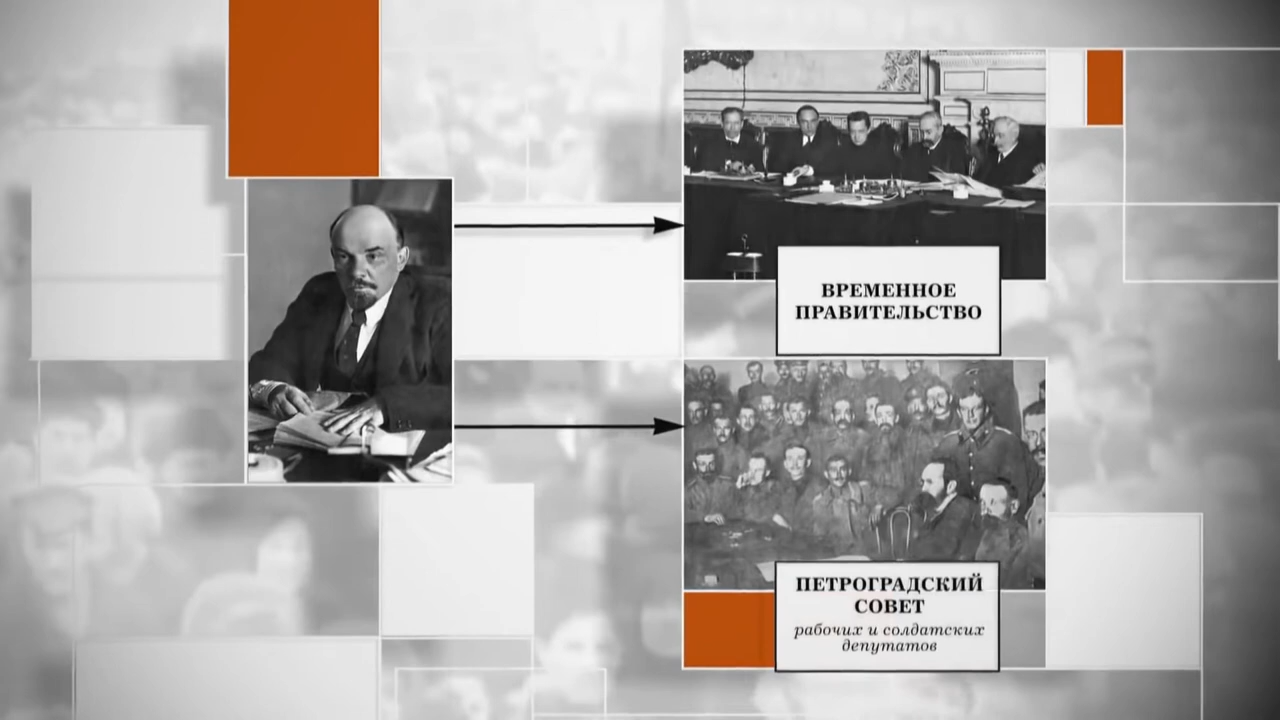 ВРЕМЕННОЕ
ПРАВИТЕЛЬСТВО
ПЕТРОГРАДСКИЙ
СОВЕТ
рабочих и солдатских
депутатов